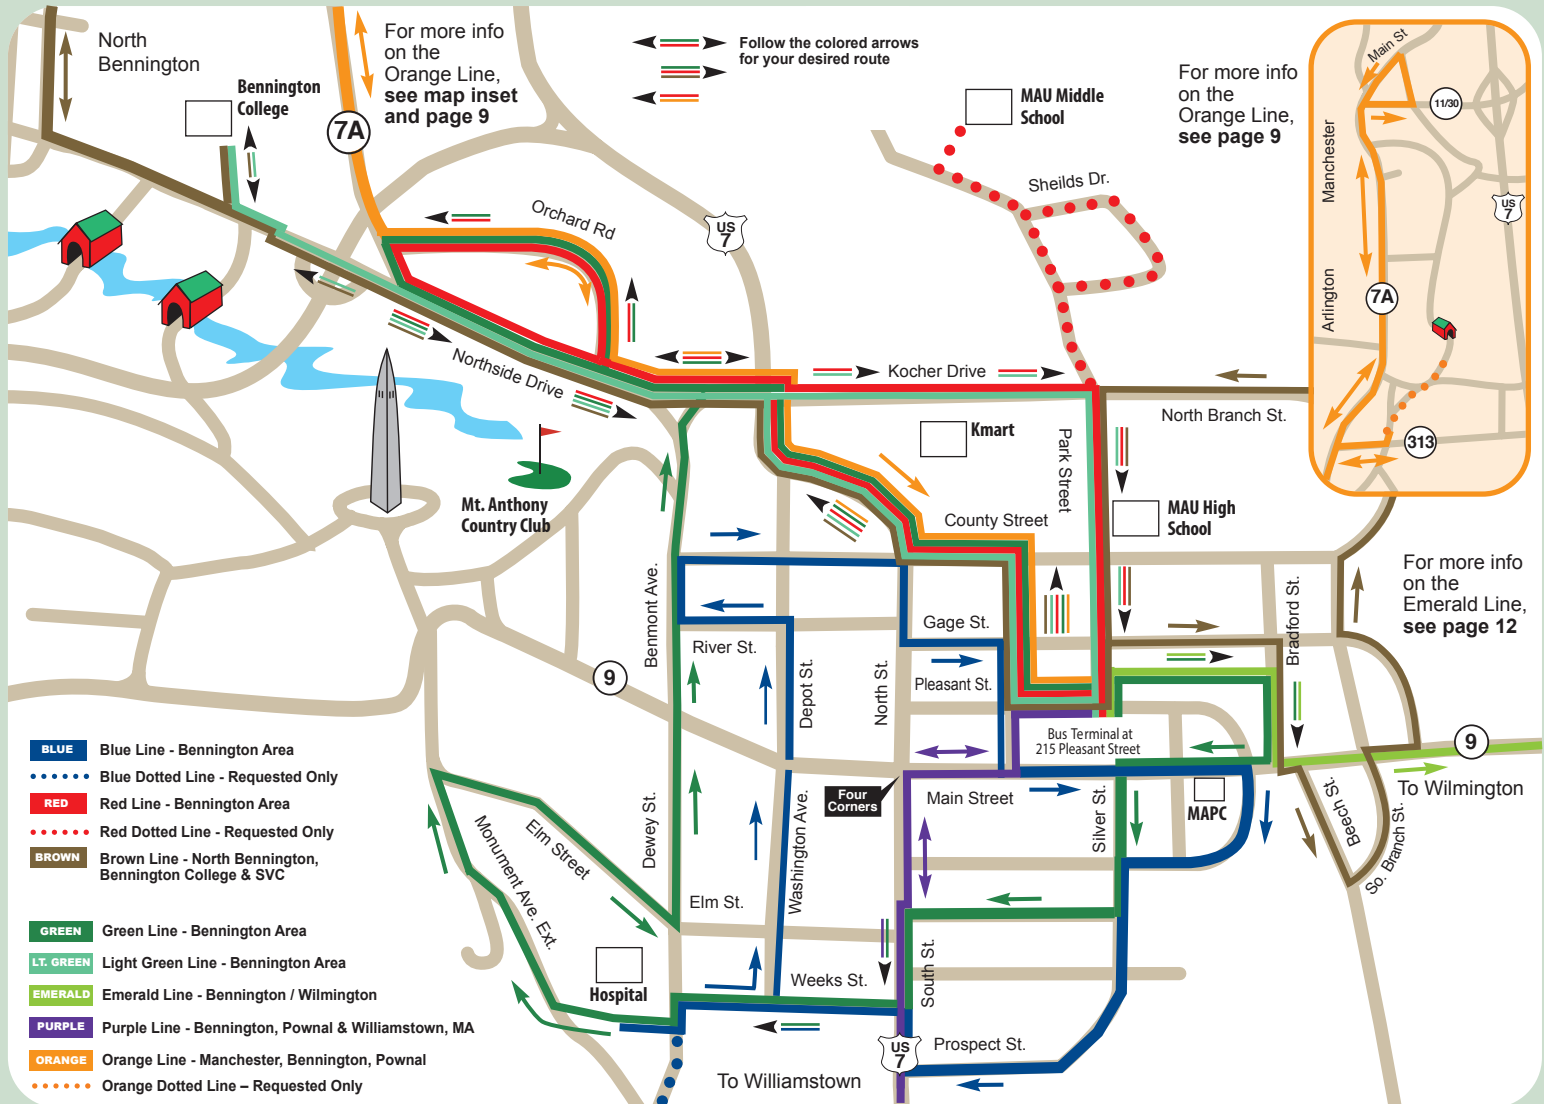 North
Bennington
Bennington
College
7A
For more info
on the
Orange Line,
see map inset
and page 9
Follow the colored arrows
for your desired route
MAU Middle
School
For more info
on the
Orange Line,
see page 9
Main St
11/30
Manchester
US
7
Arlington
7A
313
Sheilds Dr.
Orchard Rd
US
7
Northside Drive
Kocher Drive
North Branch St.
Kmart
Park Street
Mt. Anthony
Country Club
County Street
MAU High
School
For more info
on the
Emerald Line,
see page 12
Benmont Ave.
Bradford St.
Gage St.
River St.
9
Depot St.
North St.
Pleasant St.
Bus Terminal at
215 Pleasant Street
9
To Wilmington
Four
Corners
Main Street
MAPC
Silver St.
Beech St.
So. Branch St.
Elm Street
Monument Ave. Ext.
Dewey St.
Washington Ave.
Elm St.
South St.
Weeks St.
Hospital
US
7
Prospect St.
To Williamstown
BLUE Blue Line - Bennington Area
Blue Dotted Line - Requested Only
RED Red Line - Bennington Area
Red Dotted Line - Requested Only
BROWN Brown Line - North Bennington,
Bennington College & SVC
GREEN Green Line - Bennington Area
LT. GREEN Light Green Line - Bennington Area
EMERALD Emerald Line - Bennington / Wilmington
PURPLE Purple Line - Bennington, Pownal & Williamstown, MA
ORANGE Orange Line - Manchester, Bennington, Pownal
Orange Dotted Line – Requested Only